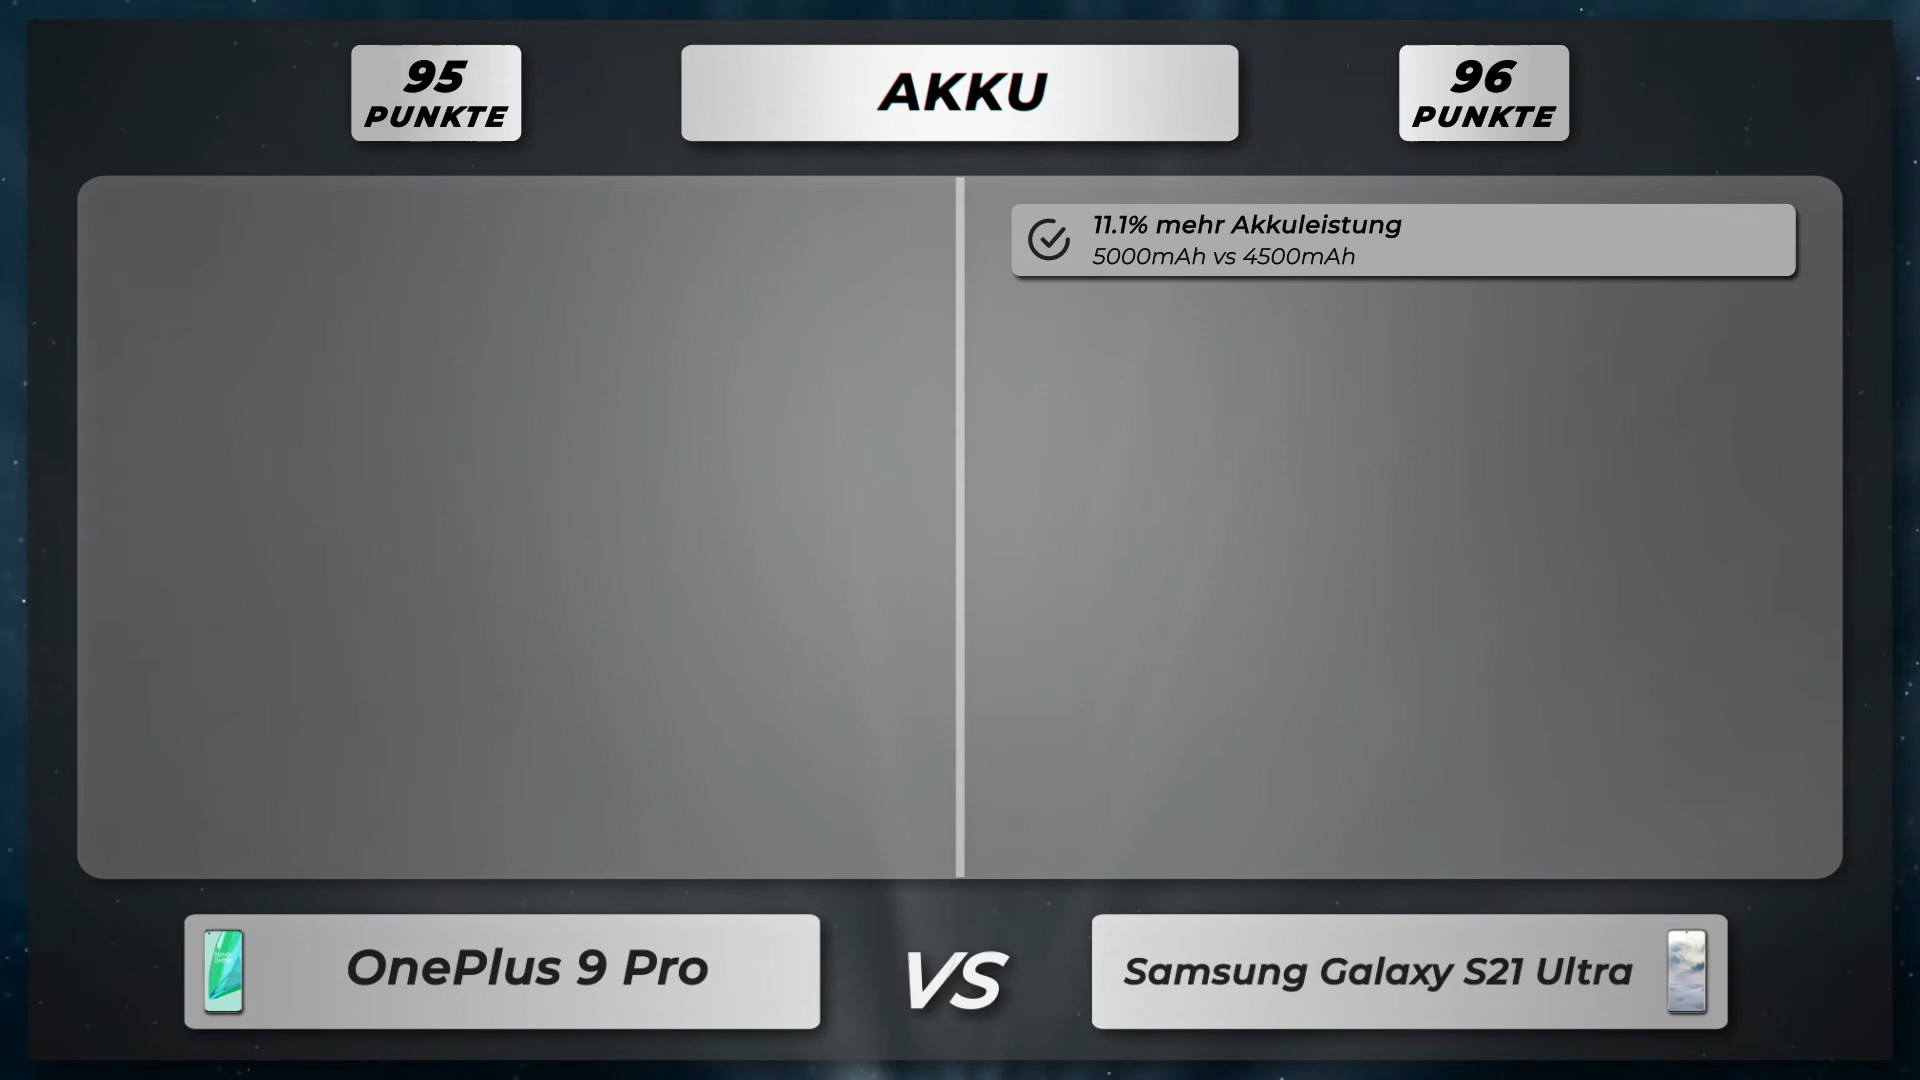 95
PUNKTE
AKKU
96
PUNKTE
11.1% mehr Akkuleistung
5000mAh vs 4500mAh
OnePlus 9 Pro
VS
Samsung Galaxy S21 Ultra